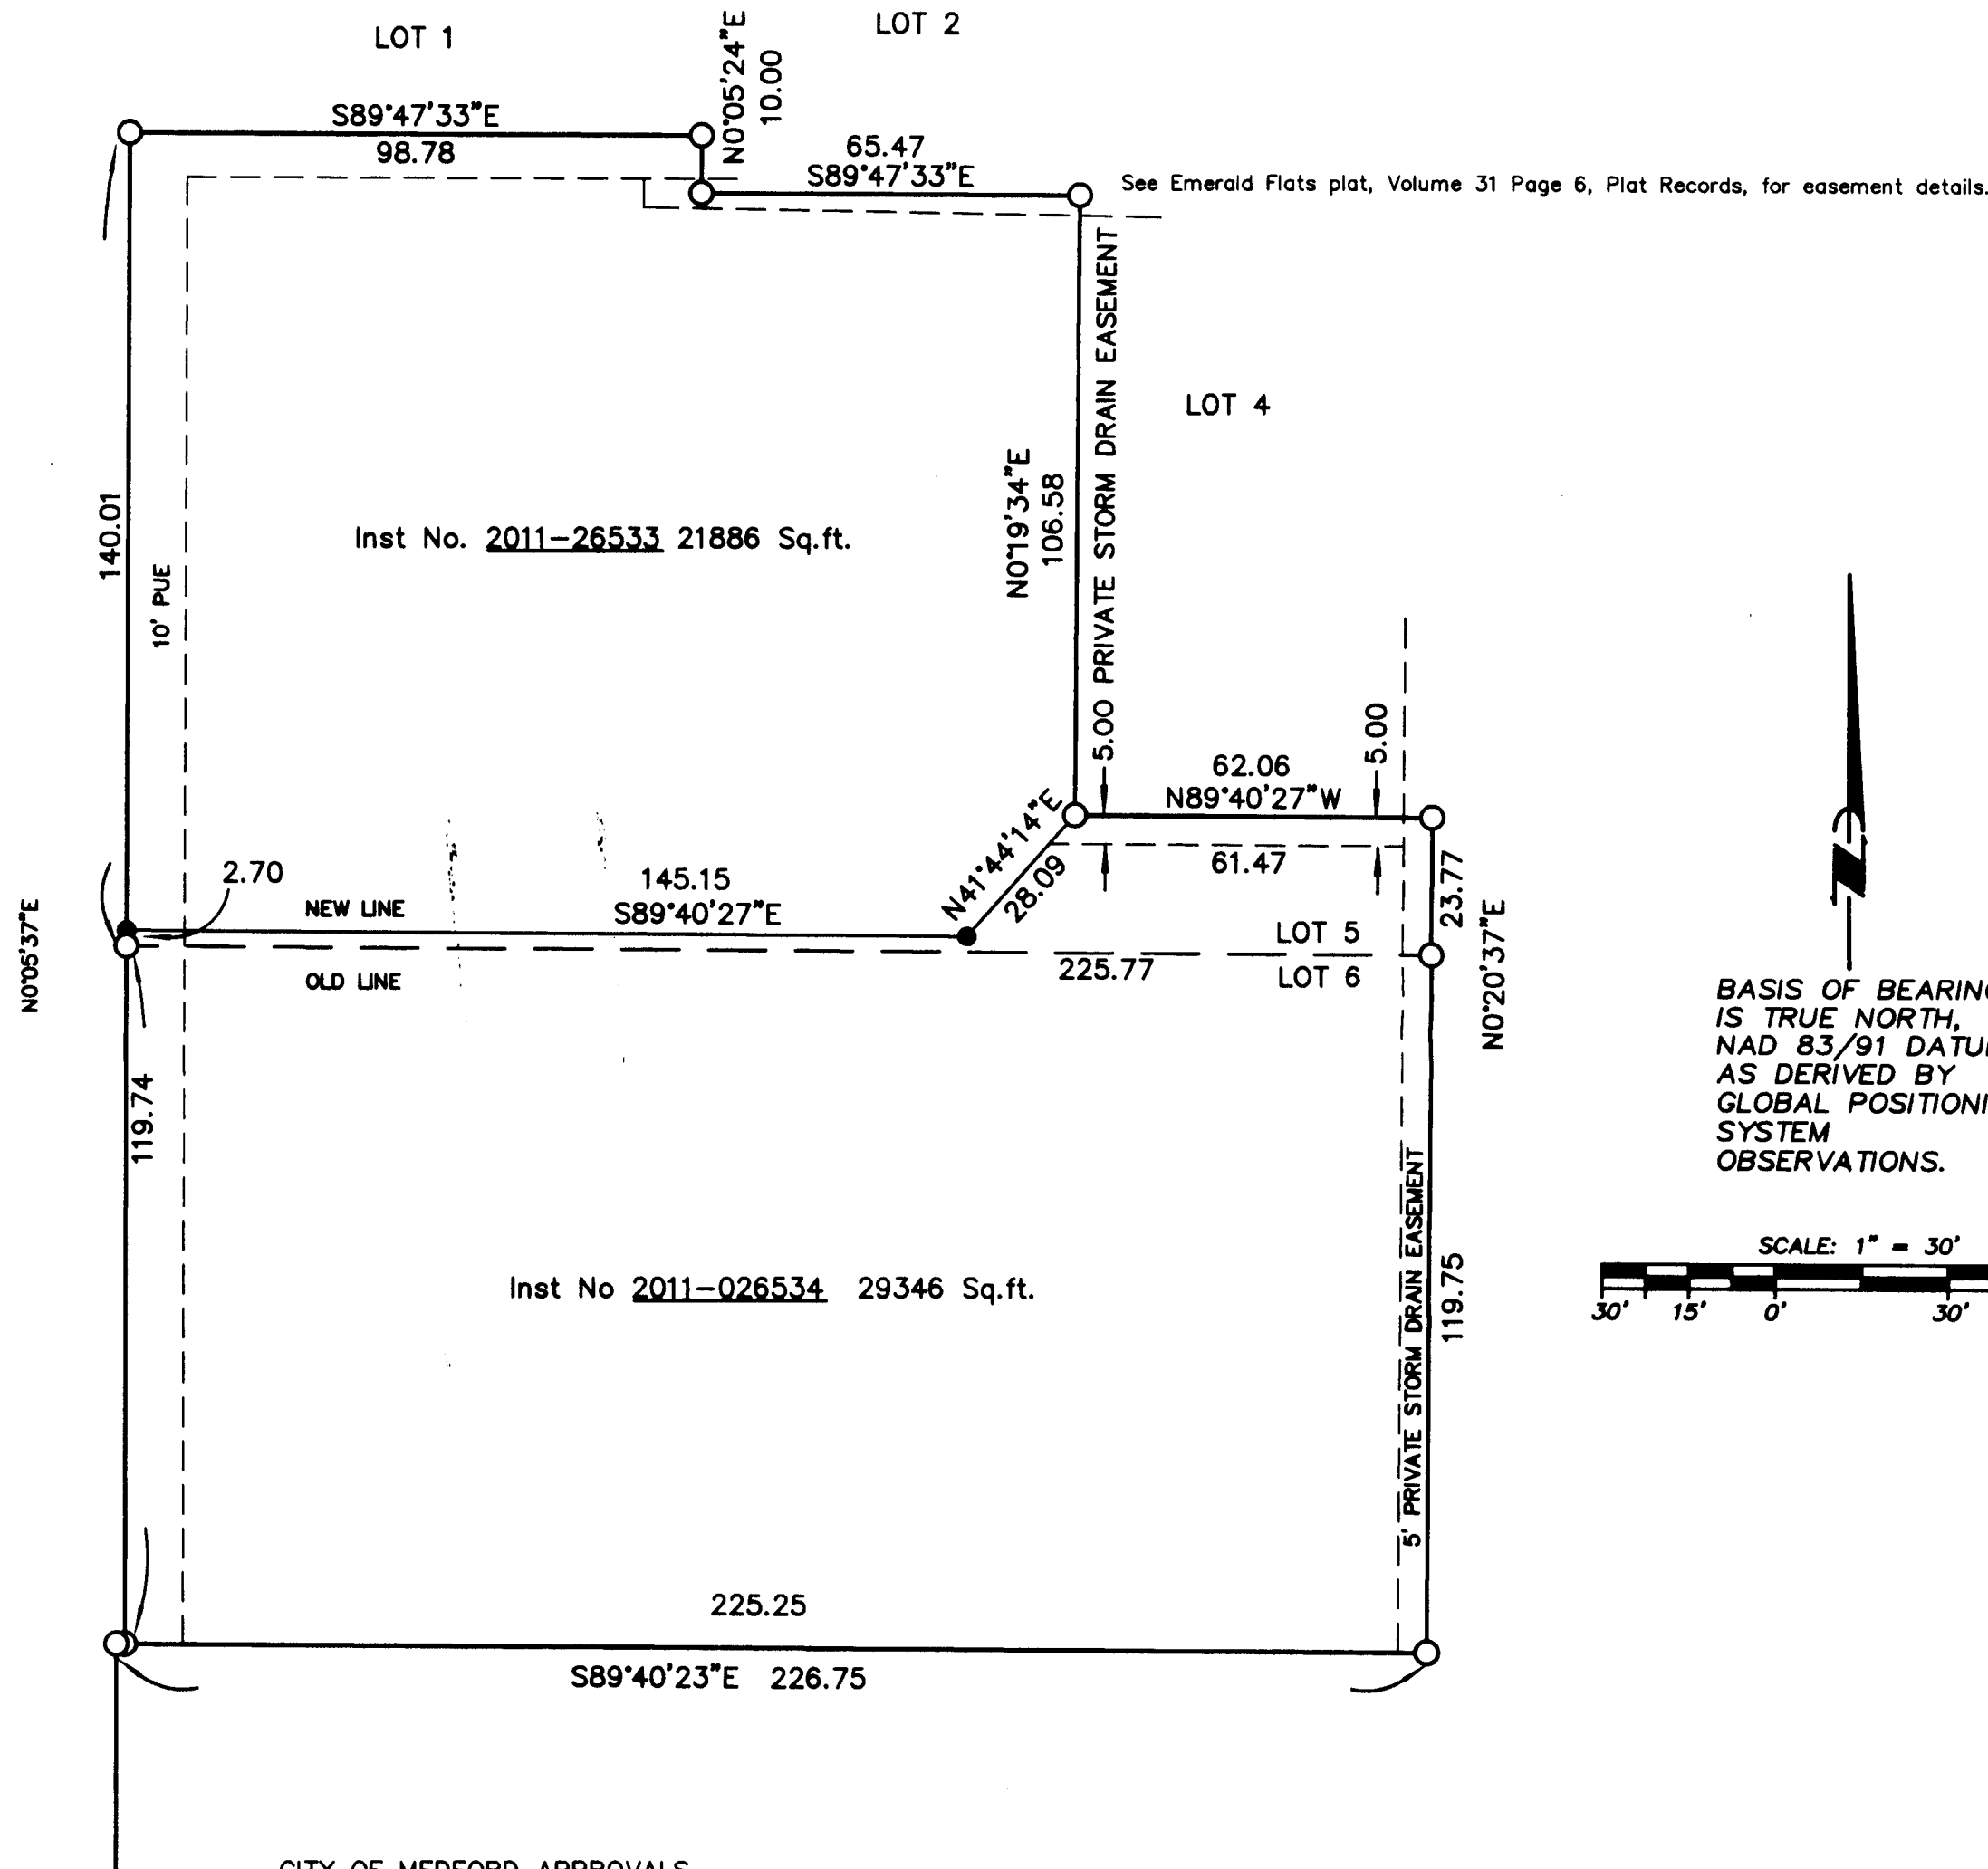 LOT 1
LOT 2
N0°05'24"E
10.00
S89°47'33"E
98.78
65.47
S89°47'33"E
See Emerald Flats plat, Volume 31 Page 6, Plat Records, for easement details.
5.00 PRIVATE STORM DRAIN EASEMENT
LOT 4
N0°19'34"E
106.58
140.01
10' PUE
Inst No. 2011-26533 21886 Sq.ft.
62.06
N89°40'27"W
5.00
61.47
N41°44'14"E
28.09
2.70
145.15
NEW LINE
S89°40'27"E
23.77
N0°05'37"E
N0°20'37"E
LOT 5
225.77
LOT 6
OLD LINE
BASIS OF BEARING
IS TRUE NORTH,
NAD 83/91 DATU
AS DERIVED BY
GLOBAL POSITIONI
SYSTEM
OBSERVATIONS.
119.74
5' PRIVATE STORM DRAIN EASEMENT
119.75
SCALE: 1" = 30'
30' 15' 0' 30'
Inst No 2011-026534 29346 Sq.ft.
225.25
S89°40'23"E 226.75
CITY OF MEDFORD APPROVALS